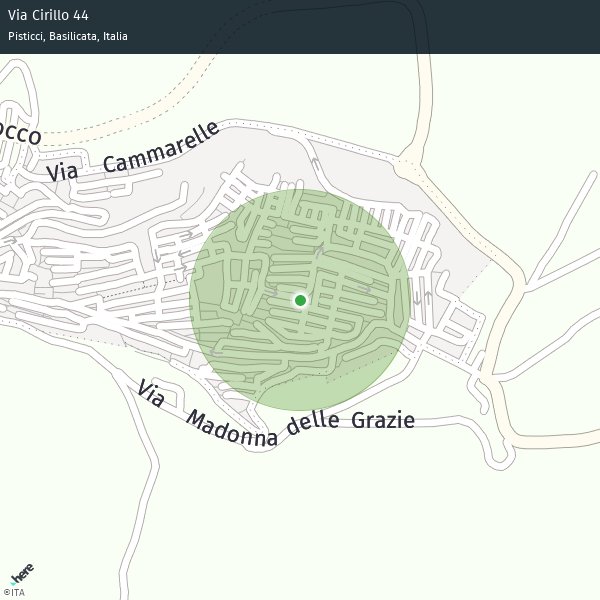 Via Cirillo 44
Pisticci, Basilicata, Italia
occo
Via Cammarelle
Via Madonna delle Grazie
here
©ITA